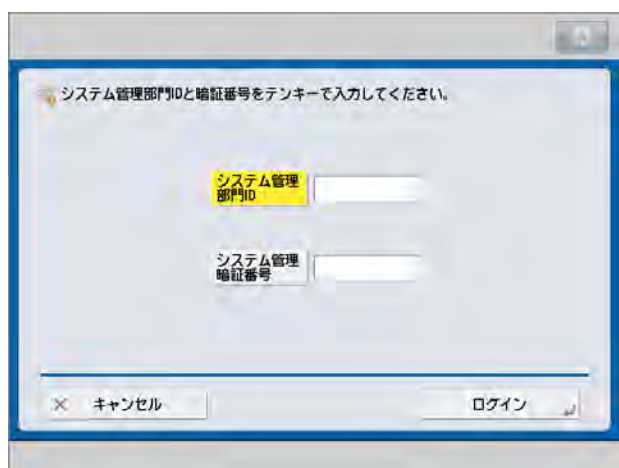 システム管理部門IDと暗証番号をテンキーで入力してください。
システム管理
部門ID
システム管理
暗証番号
キャンセル
ログイン